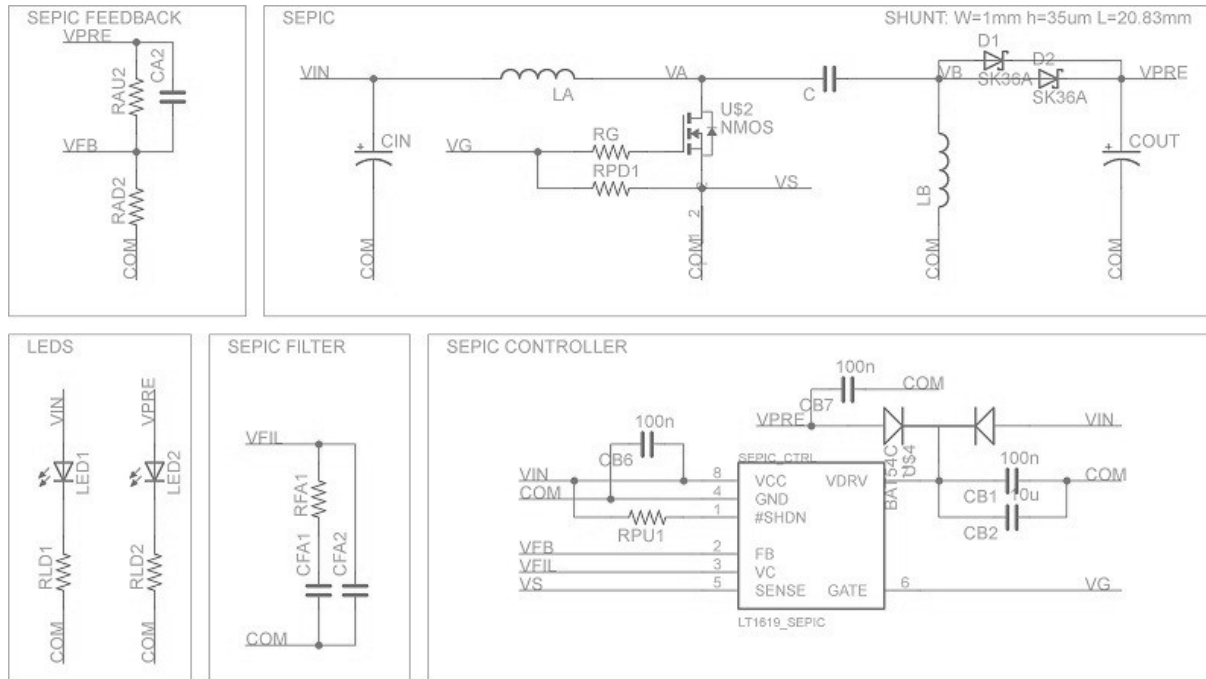 SEPIC FEEDBACK
VPRE
RAU2
CA2
VFB
RAD2
COM
SEPIC
SHUNT: W=1mm h=35um L=20.83mm
VIN
LA
VA
C
VB
D1
SK36A
D2
SK36A
VPRE
CIN
VG
RG
RPD1
U$2
NMOS
VS
2
1
COM
COM
LB
COM
COUT
COM
LEDS
VIN
LED1
RLD1
COM
VPRE
LED2
RLD2
COM
SEPIC FILTER
VFIL
RFA1
CFA1
CFA2
COM
SEPIC CONTROLLER
100n
COM
CB7
VPRE
VIN
BAT54C
U$4
100n
CB6
VIN
COM
RPU1
VFB
VFIL
VS
SEPIC_CTRL
8 VCC VDRV
4 GND
1 #SHDN
2 FB
3 VC
5 SENSE GATE 6
LT1619_SEPIC
100n
COM
CB1
10u
CB2
VG